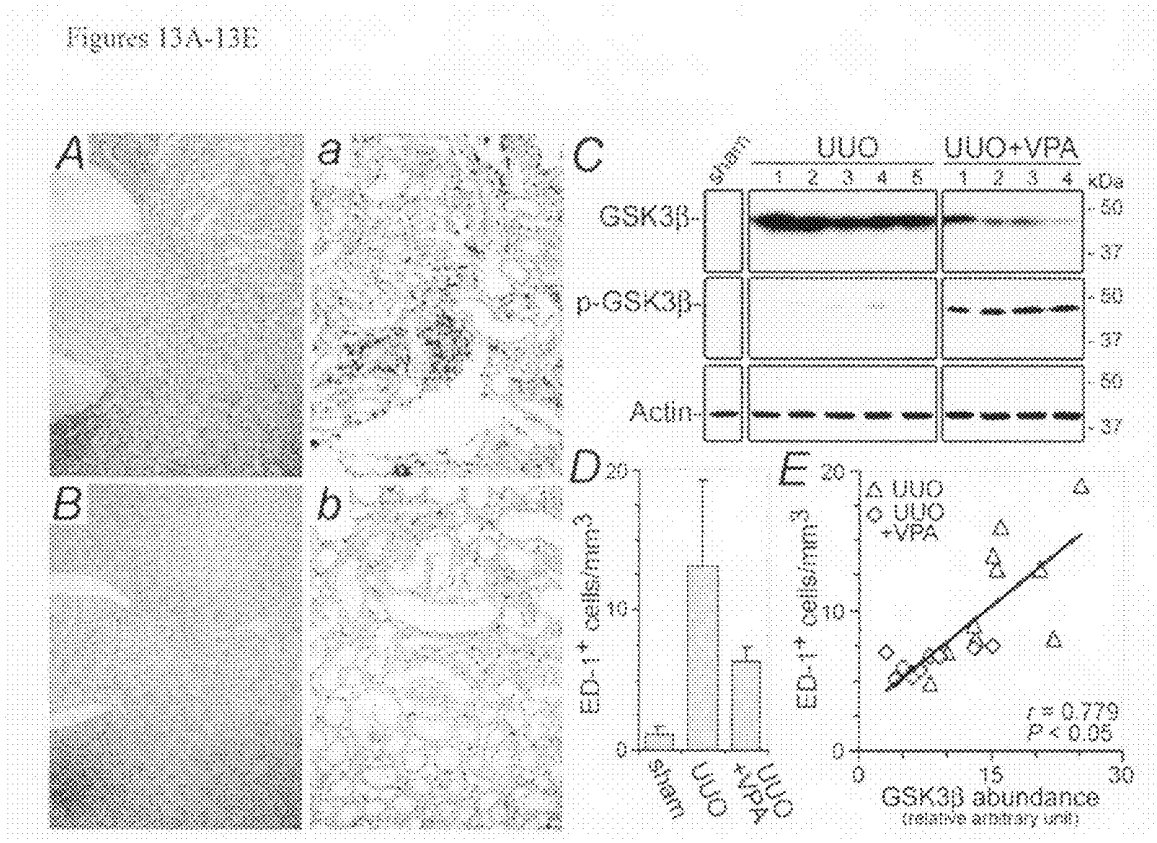 Figures 13A-13E
A
a
B
b
C
sham
UUO
UUO+VPA
1 2 3 4 5
1 2 3 4
kDa
GSK3β-
- 50
- 37
p-GSK3β-
- 50
- 37
Actin-
- 50
- 37
D
20
10
0
ED-1+ cells/mm3
sham
UUO
UUO
+VPA
E
20
10
0
ED-1+ cells/mm3
△ UUO
◇ UUO
+VPA
r = 0.779
P < 0.05
0
15
30
GSK3β abundance
(relative arbitrary unit)